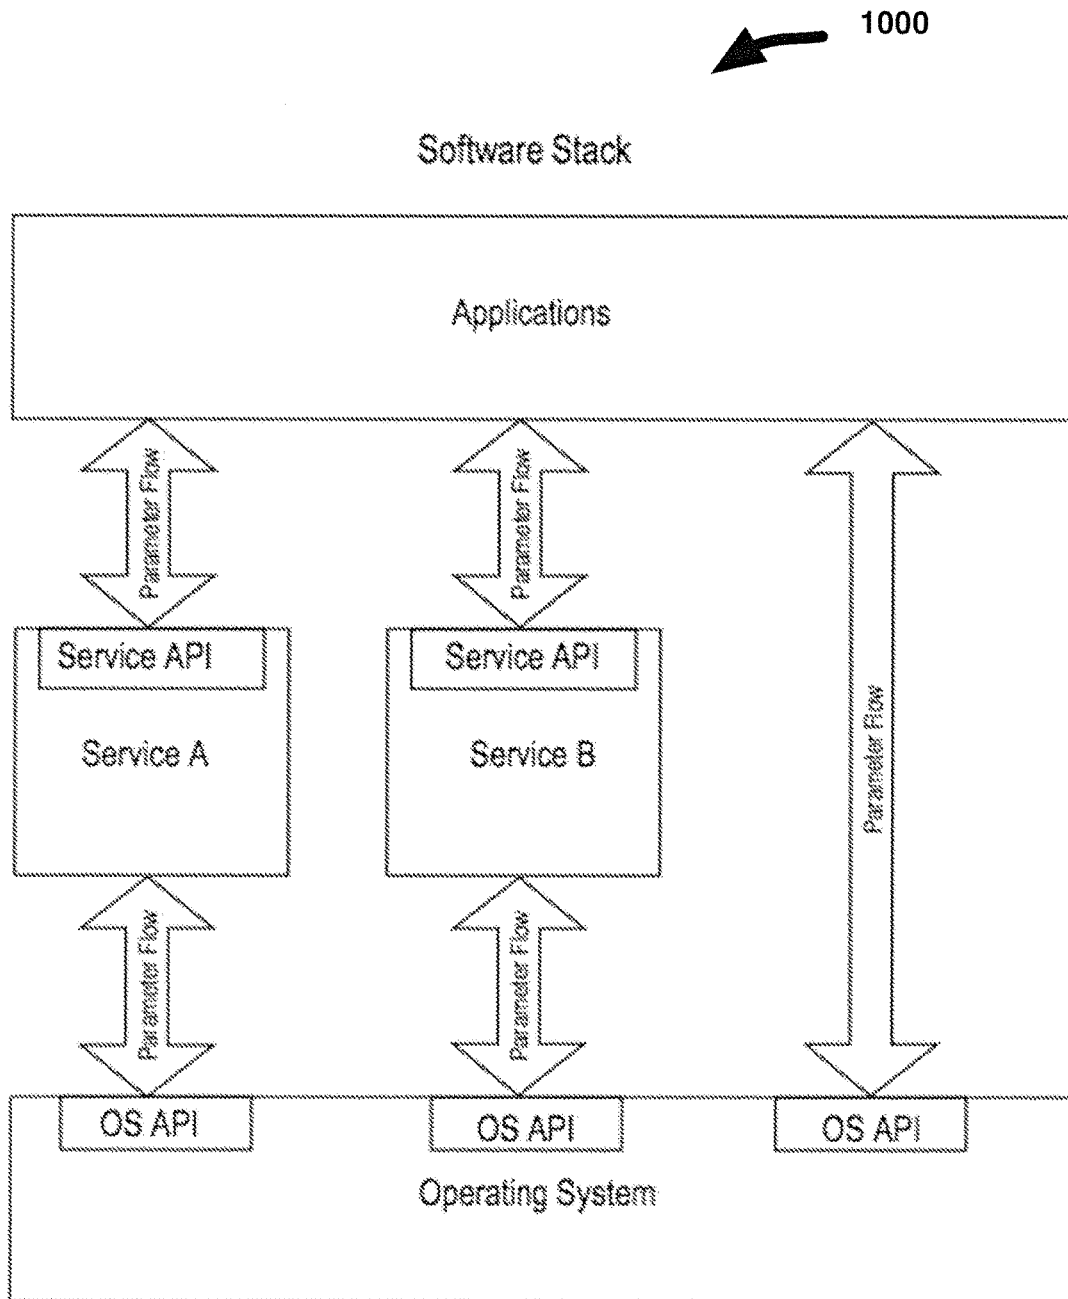 1000
Software Stack
Applications
Parameter Flow
Parameter Flow
Parameter Flow
Service API
Service API
Service A
Service B
Parameter Flow
Parameter Flow
OS API
OS API
OS API
Operating System